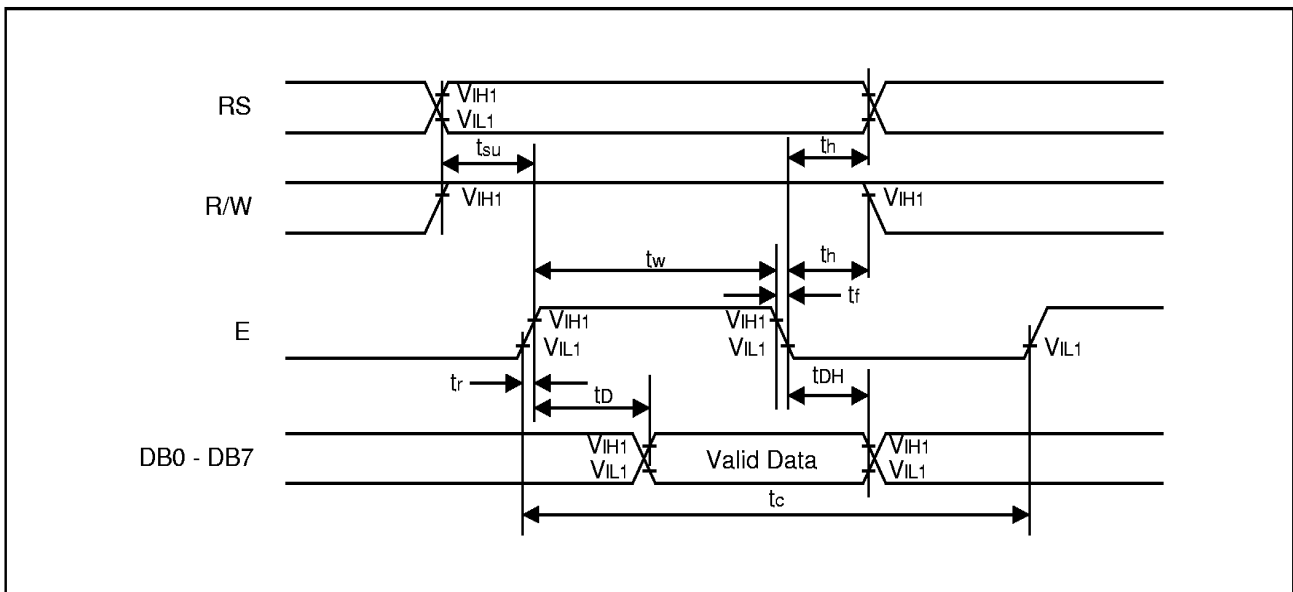 RS
VIH1
VIL1
tsu
th
R/W
VIH1
VIH1
tw
th
tf
E
VIH1
VIH1
VIL1
VIL1
VIL1
tr
tD
tDH
DB0 - DB7
VIH1
Valid Data
VIH1
VIL1
VIL1
tc